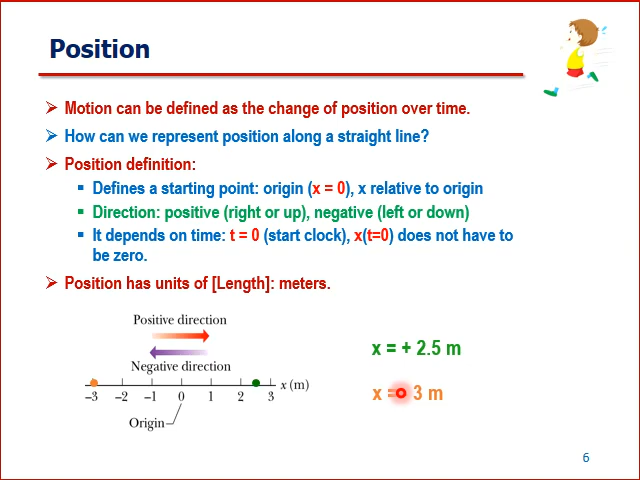 Position
Motion can be defined as the change of position over time.
How can we represent position along a straight line?
Position definition:
Defines a starting point: origin (x = 0), x relative to origin
Direction: positive (right or up), negative (left or down)
It depends on time: t = 0 (start clock), x(t=0) does not have to
be zero.
Position has units of [Length]: meters.
Positive direction
Negative direction
x (m)
–3 –2 –1 0 1 2 3
Origin
x = + 2.5 m
x = 3 m
6